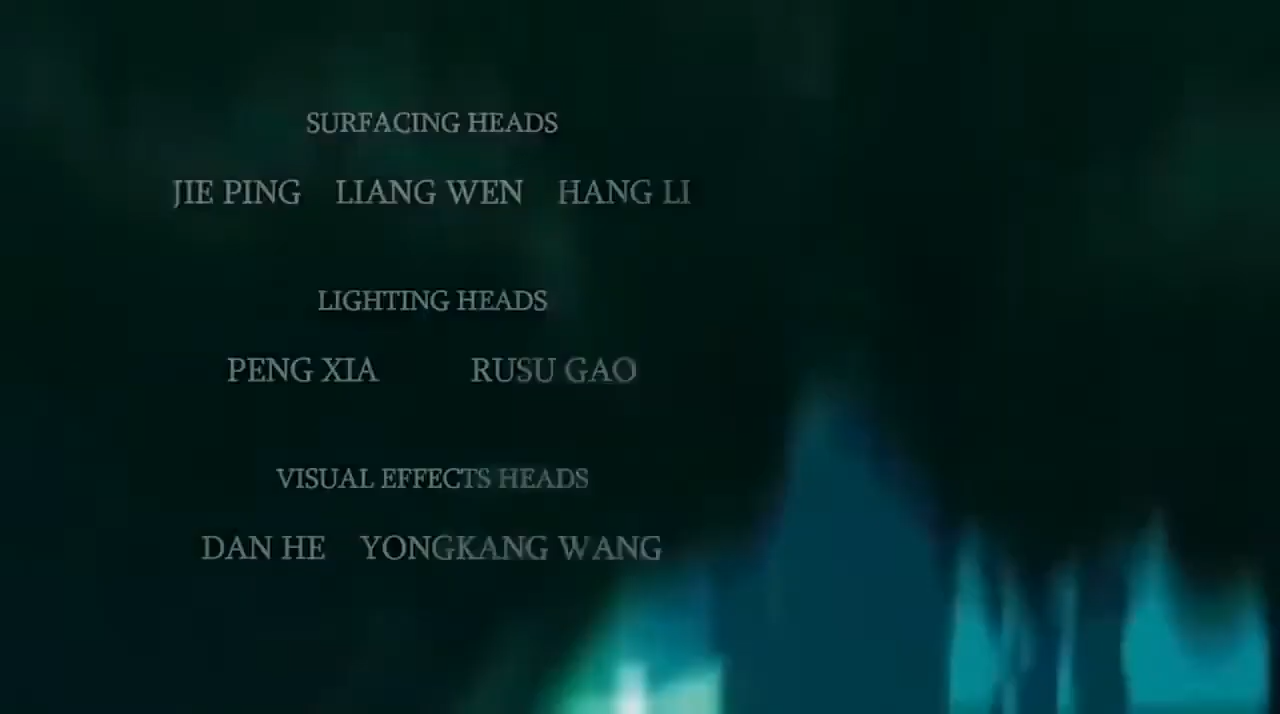 SURFACING HEADS
JIE PING LIANG WEN HANG LI
LIGHTING HEADS
PENG XIA RUSU GAO
VISUAL EFFECTS HEADS
DAN HE YONGKANG WANG